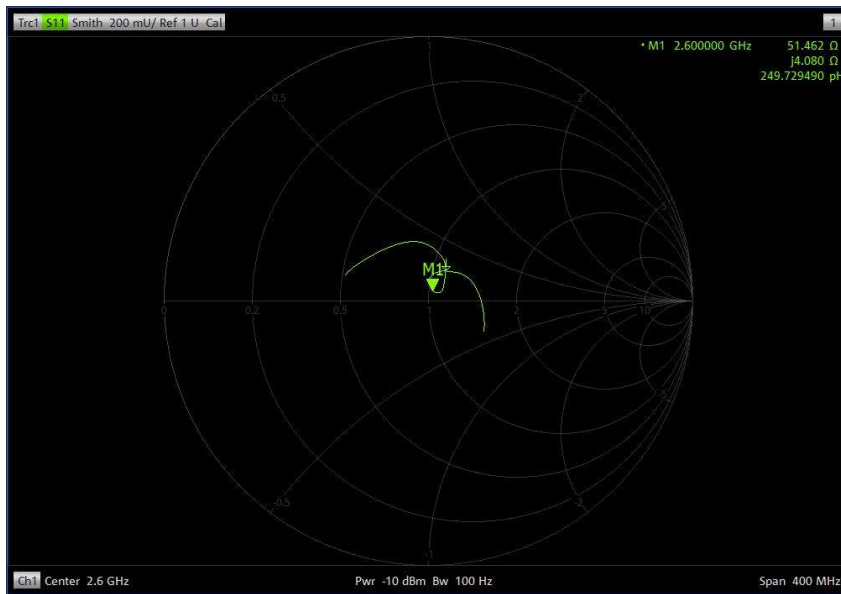 Trc1 S11 Smith 200 mU/ Ref 1 U Cal
1
• M1 2.600000 GHz 51.462 Ω
j4.080 Ω
249.729490 pH
1
0.5
2
5
M1
0
0.2
0.5
1
2
5
10
-5
-0.5
-2
-1
Ch1 Center 2.6 GHz
Pwr -10 dBm Bw 100 Hz
Span 400 MHz